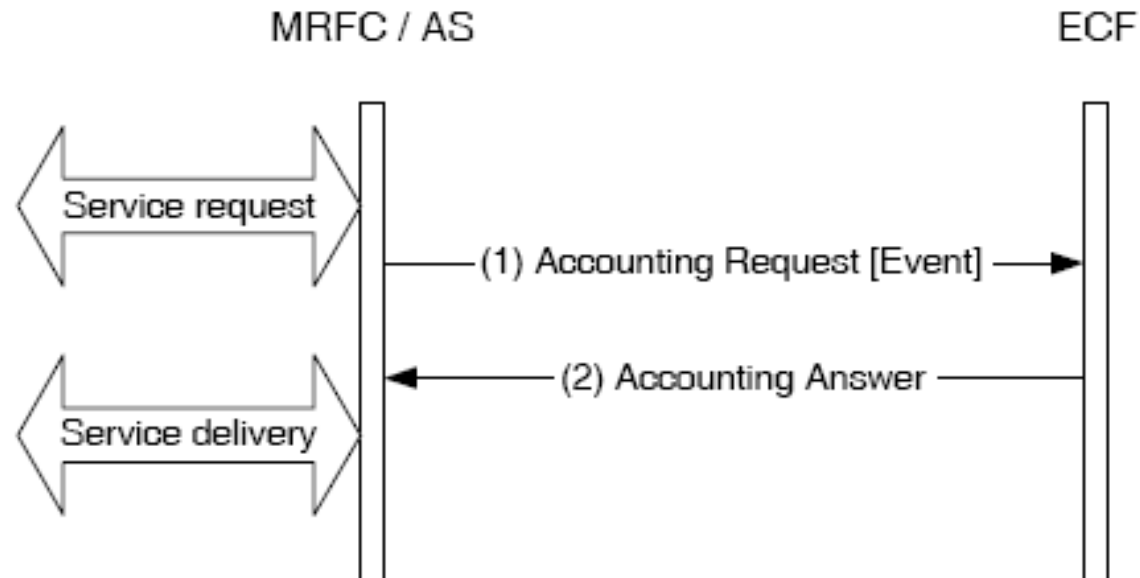 MRFC / AS
ECF
Service request
(1) Accounting Request [Event]
(2) Accounting Answer
Service delivery